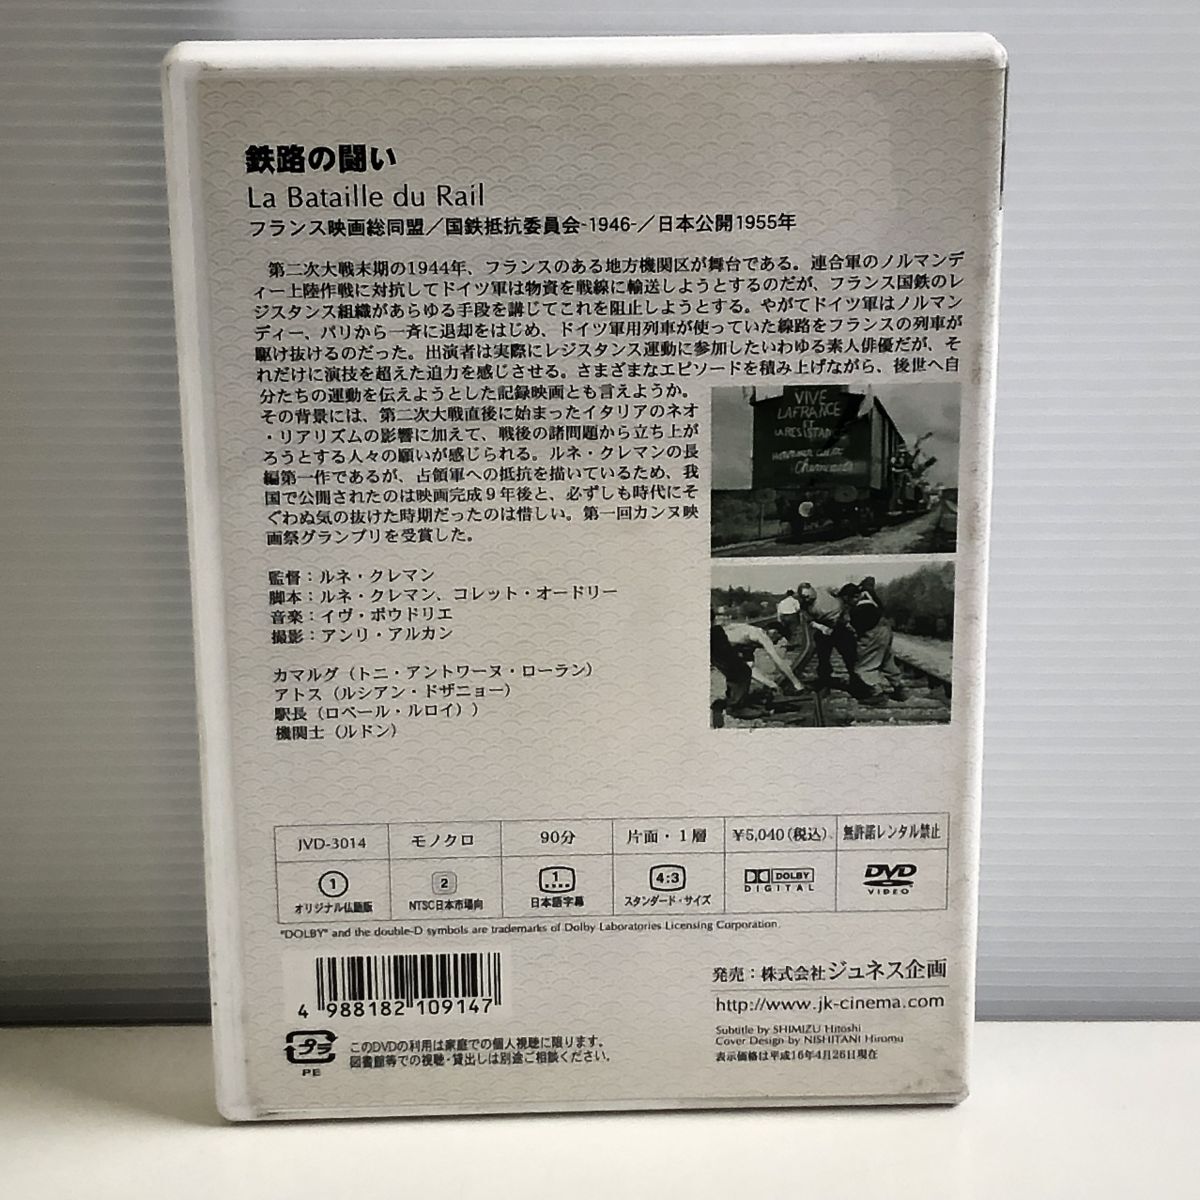 鉄路の闘い
La Bataille du Rail
フランス映画総同盟／国鉄抵抗委員会-1946-／日本公開1955年
第二次大戦末期の1944年、フランスのある地方機関区が舞台である。連合軍のノルマンデ
ィー上陸作戦に対抗してドイツ軍は物資を戦線に輸送しようとするのだが、フランス国鉄のレ
ジスタンス組織があらゆる手段を講じてこれを阻止しようとする。やがてドイツ軍はノルマン
ディー、パリから一斉に退却をはじめ、ドイツ軍用列車が使っていた線路をフランスの列車が
駆け抜けるのだった。出演者は実際にレジスタンス運動に参加したいわゆる素人俳優だが、そ
れだけに演技を超えた迫力を感じさせる。さまざまなエピソードを積み上げながら、後世へ自
分たちの運動を伝えようとした記録映画とも言えようか。
その背景には、第二次大戦直後に始まったイタリアのネオ
・リアリズムの影響に加えて、戦後の諸問題から立ち上が
ろうとする人々の願いが感じられる。ルネ・クレマンの長
編第一作であるが、占領軍への抵抗を描いているため、我
国で公開されたのは映画完成９年後と、必ずしも時代にそ
ぐわぬ気の抜けた時期だったのは惜しい。第一回カンヌ映
画祭グランプリを受賞した。
VIVE
LA FRANCE
ET
LA RESISTANCE
監督：ルネ・クレマン
脚本：ルネ・クレマン、コレット・オードリー
音楽：イヴ・ボウドリエ
撮影：アンリ・アルカン
カマルグ（トニ・アントワーヌ・ローラン）
アトス（ルシアン・ドザニョー）
駅長（ロベール・ルロイ））
機関士（ルドン）
JVD-3014 モノクロ 90分 片面・１層 ￥5,040（税込） 無許諾レンタル禁止
1 2 1 4:3 DOLBY DIGITAL DVD VIDEO
オリジナル仏語版 NTSC日本市場向 日本語字幕 スタンダード・サイズ
"DOLBY" and the double-D symbols are trademarks of Dolby Laboratories Licensing Corporation.
4 988182 109147
発売：株式会社ジュネス企画
http://www.jk-cinema.com
Subtitle by SHIMIZU Hitoshi
Cover Design by NISHITANI Hiromu
表示価格は平成16年4月26日現在
プラ
PE
このDVDの利用は家庭での個人視聴に限ります。
図書館等での視聴・貸出しは別途ご相談ください。